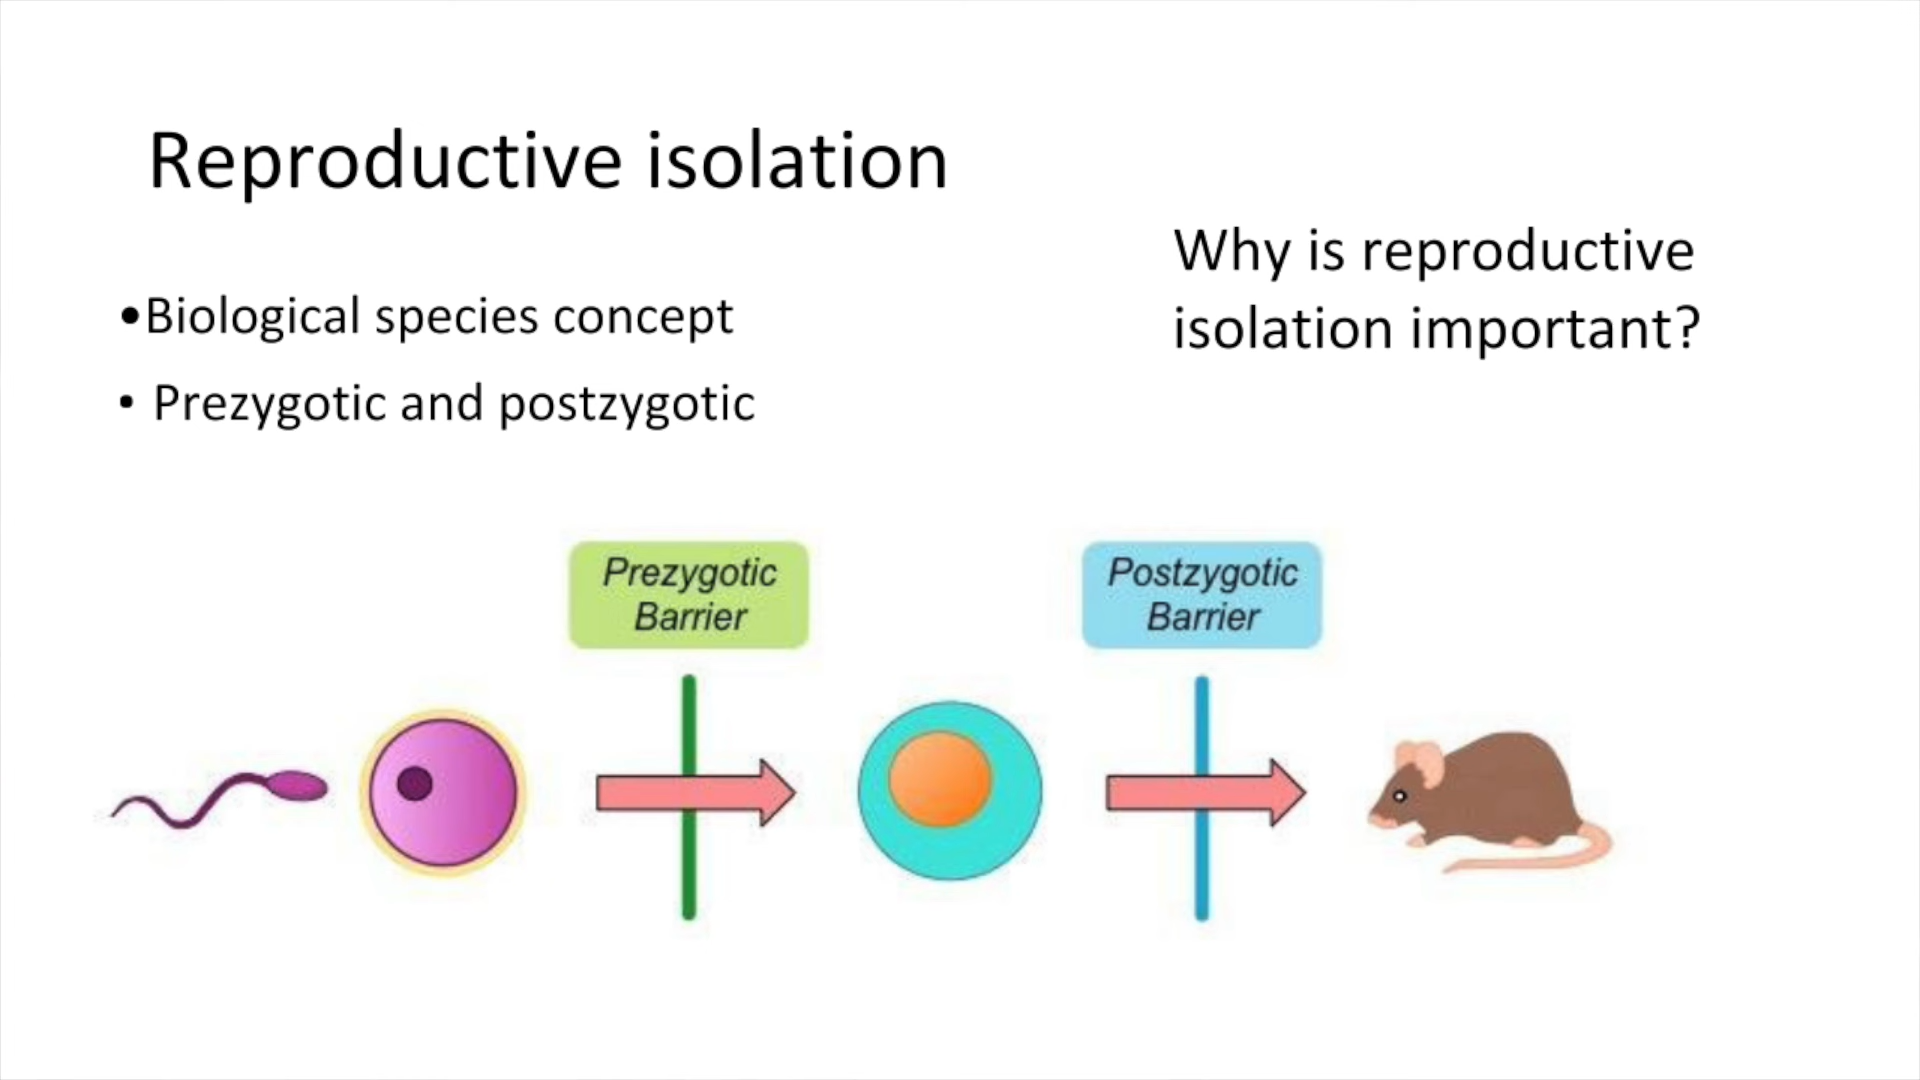 Reproductive isolation
•Biological species concept
• Prezygotic and postzygotic
Why is reproductive
isolation important?
Prezygotic
Barrier
Postzygotic
Barrier